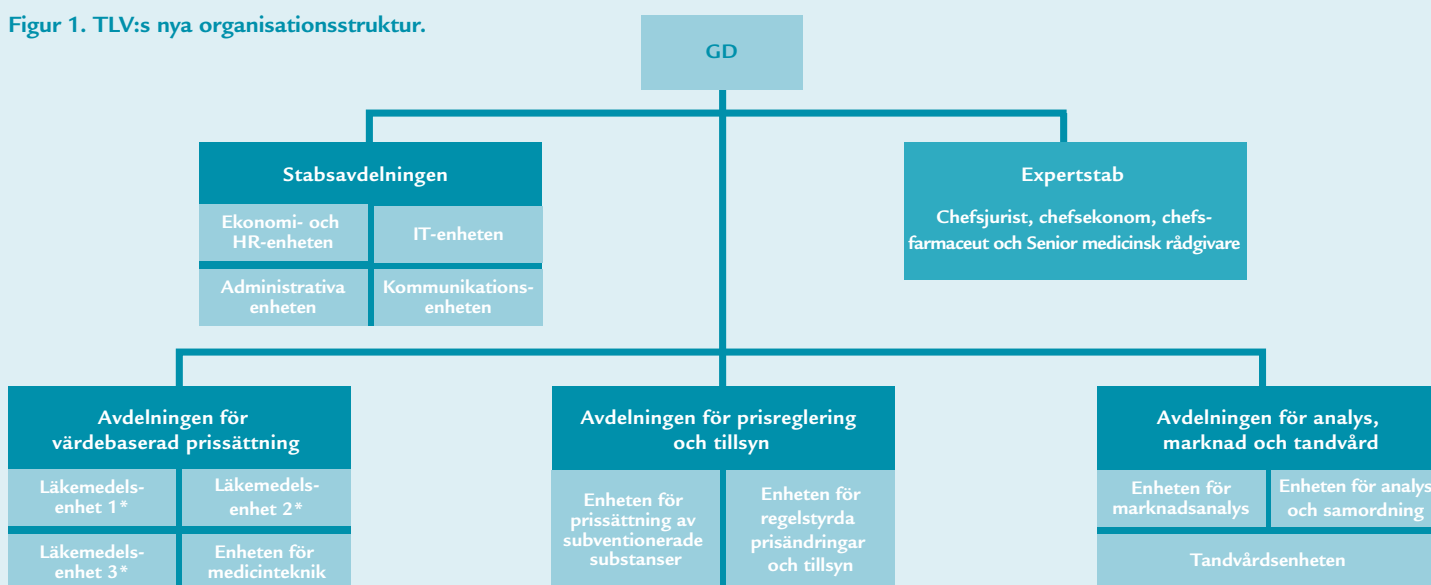 Figur 1. TLV:s nya organisationsstruktur.
GD
Stabsavdelningen
Ekonomi- och
HR-enheten
IT-enheten
Administrativa
enheten
Kommunikations-
enheten
Expertstab
Chefsjurist, chefsekonom, chefs-
farmaceut och Senior medicinsk rådgivare
Avdelningen för
värdebaserad prissättning
Läkemedels-
enhet 1*
Läkemedels-
enhet 2*
Läkemedels-
enhet 3*
Enheten för
medicinteknik
Avdelningen för prisreglering
och tillsyn
Enheten för
prissättning av
subventionerade
substanser
Enheten för
regelstyrda
prisändringar
och tillsyn
Avdelningen för analys,
marknad och tandvård
Enheten för
marknadsanalys
Enheten för analys
och samordning
Tandvårdsenheten